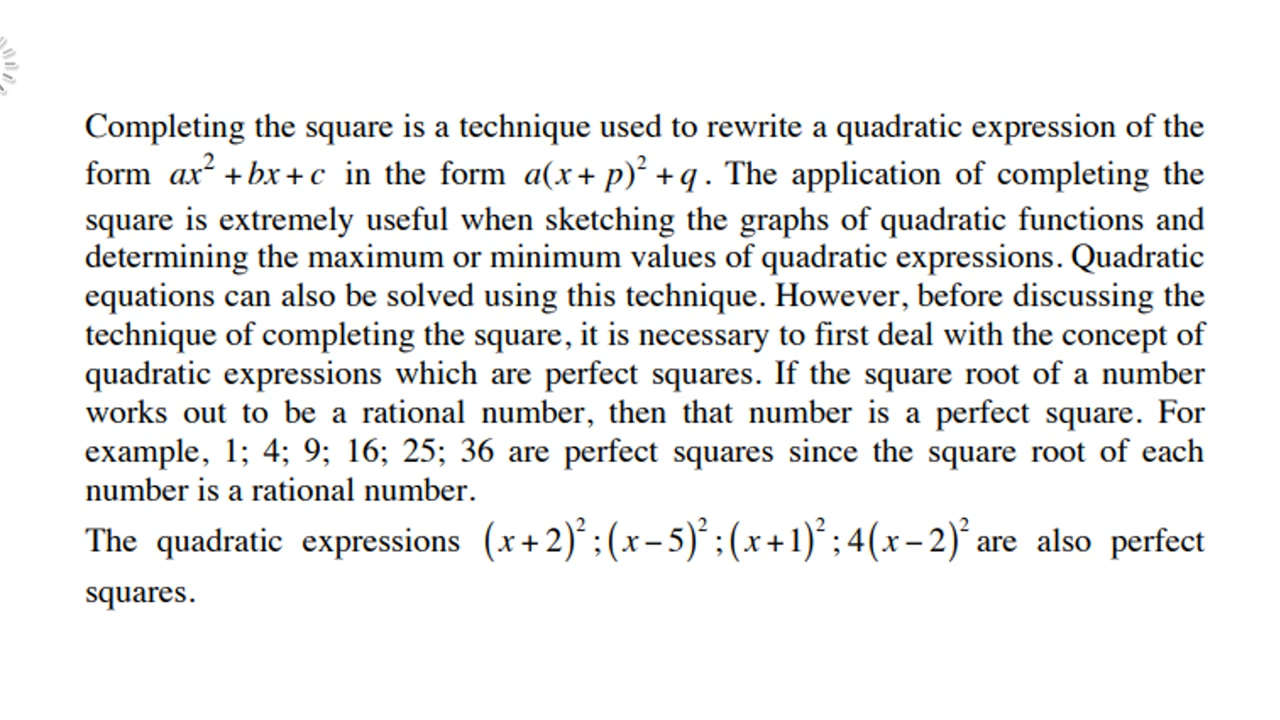 Completing the square is a technique used to rewrite a quadratic expression of the
form ax² + bx + c in the form a(x + p)² + q. The application of completing the
square is extremely useful when sketching the graphs of quadratic functions and
determining the maximum or minimum values of quadratic expressions. Quadratic
equations can also be solved using this technique. However, before discussing the
technique of completing the square, it is necessary to first deal with the concept of
quadratic expressions which are perfect squares. If the square root of a number
works out to be a rational number, then that number is a perfect square. For
example, 1; 4; 9; 16; 25; 36 are perfect squares since the square root of each
number is a rational number.
The quadratic expressions (x + 2)²; (x − 5)²; (x + 1)²; 4(x − 2)² are also perfect
squares.